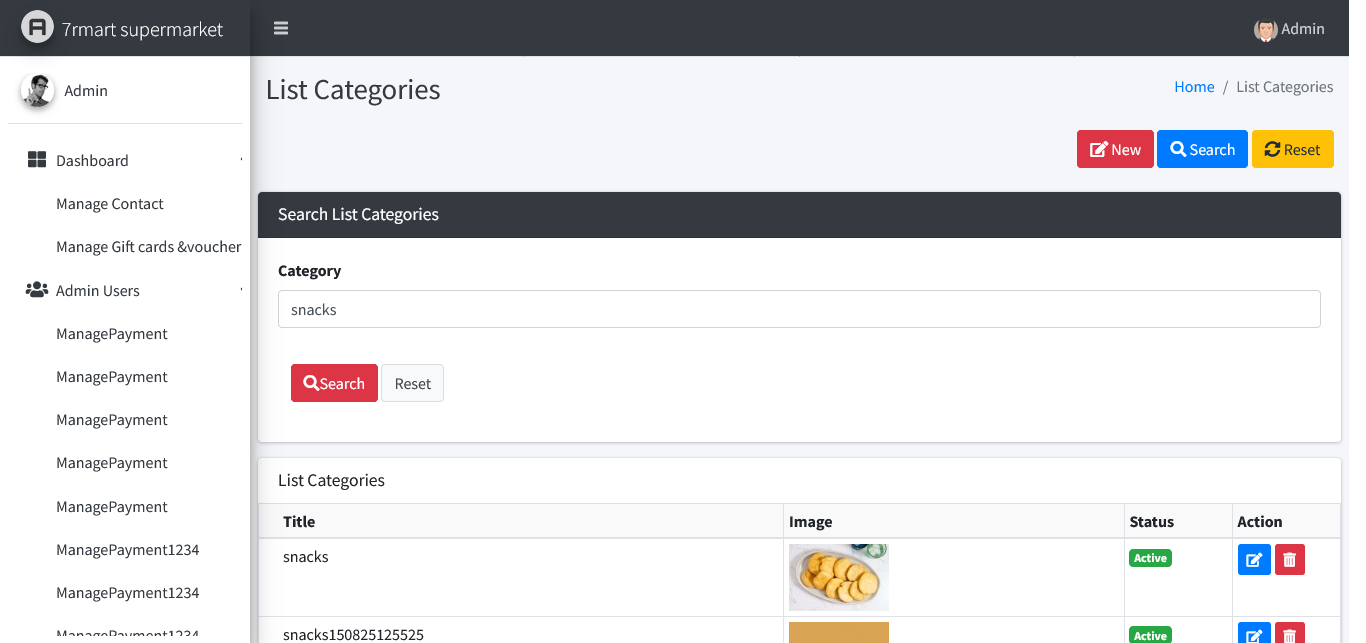 7rmart supermarket
Admin
Admin
List Categories
Home / List Categories
New
Search
Reset
Dashboard
Manage Contact
Manage Gift cards &voucher
Admin Users
ManagePayment
ManagePayment
ManagePayment
ManagePayment
ManagePayment
ManagePayment1234
ManagePayment1234
ManagePayment1234
Search List Categories
Category
snacks
Search
Reset
List Categories
Title Image Status Action
snacks Active
snacks150825125525 Active